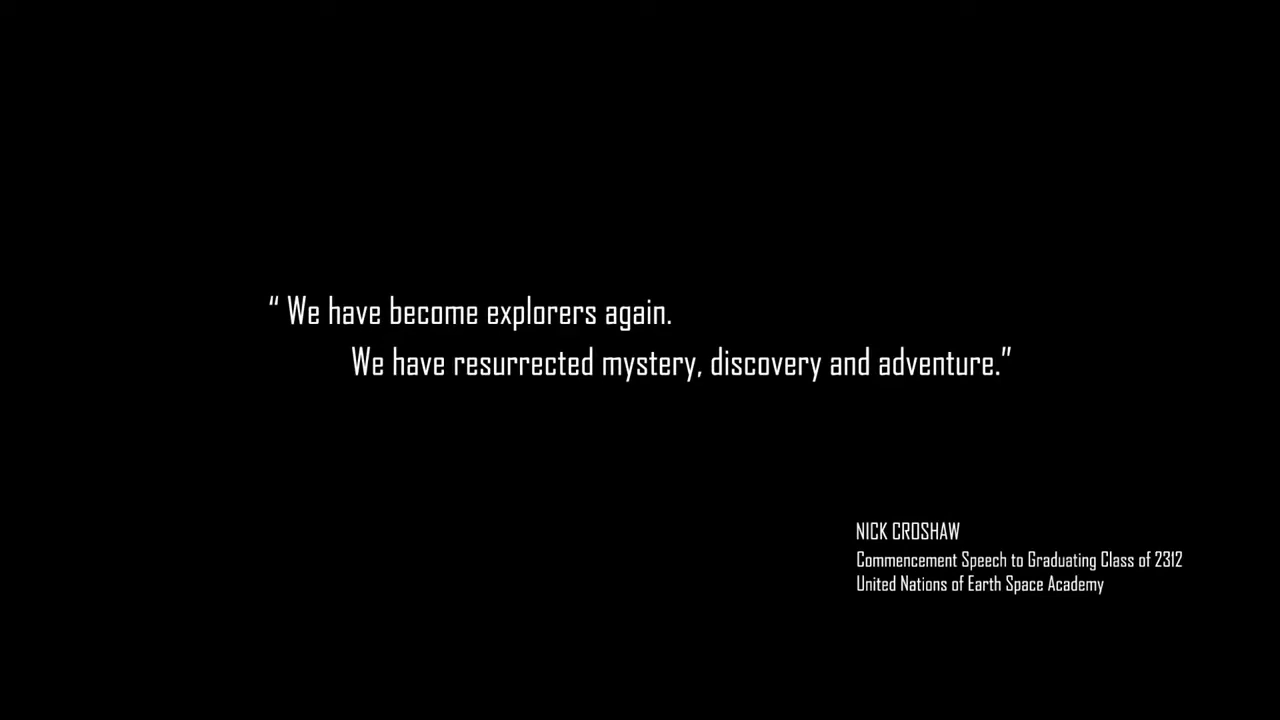 “ We have become explorers again.
We have resurrected mystery, discovery and adventure.”
NICK CROSHAW
Commencement Speech to Graduating Class of 2312
United Nations of Earth Space Academy